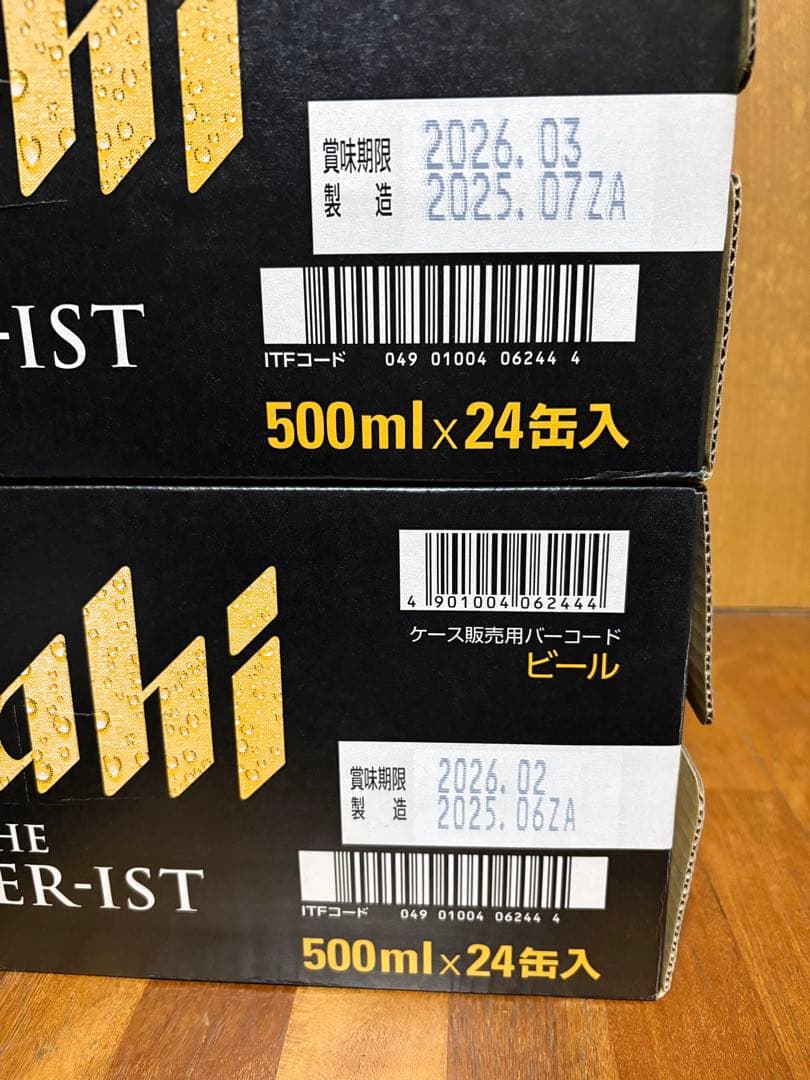 hi
賞味期限 2026.03
製造 2025.07ZA
-IST
ITFコード 049 01004 06244 4
500ml×24缶入
4 901004 062444
ケース販売用バーコード
ビール
ahi
賞味期限 2026.02
製造 2025.06ZA
HE
ER-IST
ITFコード 049 01004 06244 4
500ml×24缶入